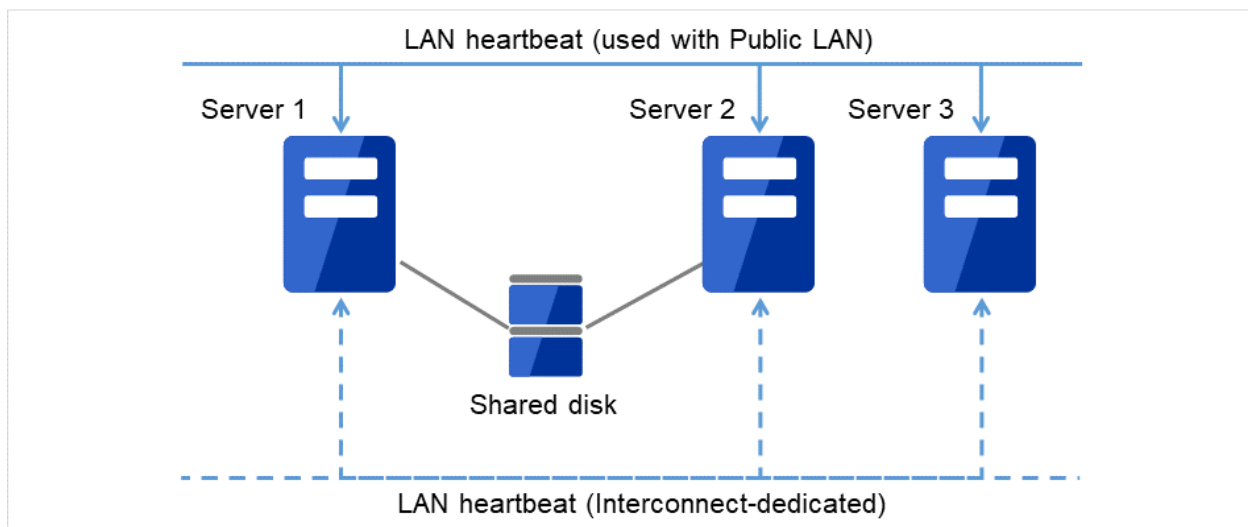 LAN heartbeat (used with Public LAN)
Server 1
Server 2
Server 3
Shared disk
LAN heartbeat (Interconnect-dedicated)